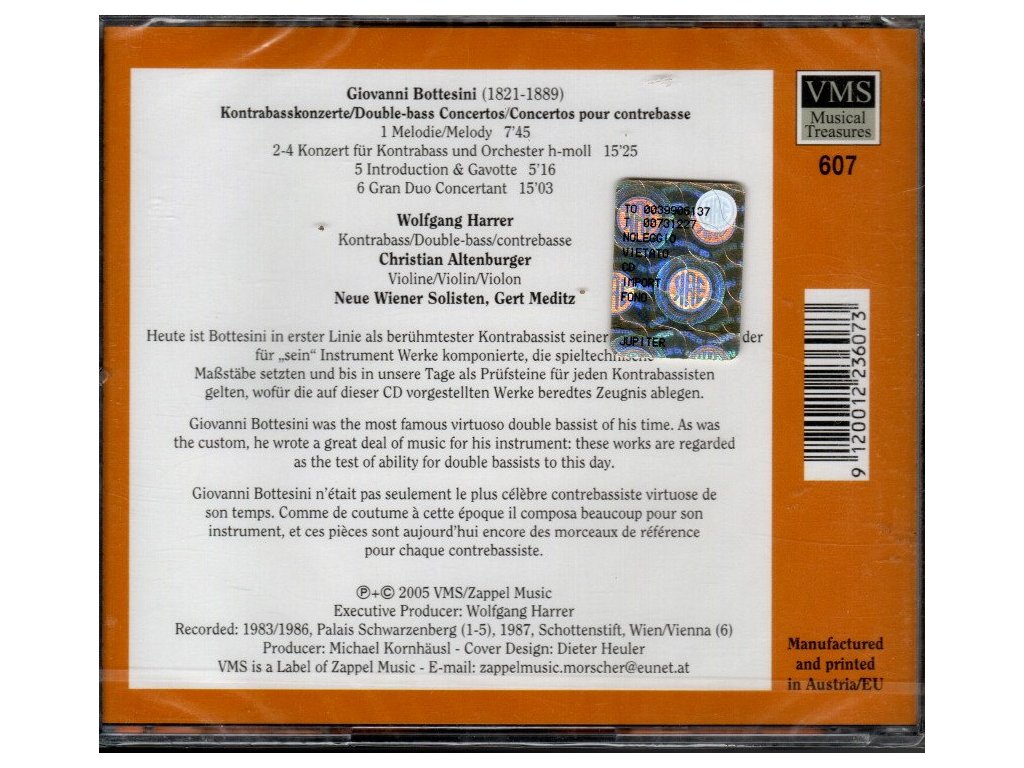 Giovanni Bottesini (1821-1889)
Kontrabasskonzerte/Double-bass Concertos/Concertos pour contrebasse
1 Melodie/Melody 7'45
2-4 Konzert für Kontrabass und Orchester h-moll 15'25
5 Introduction & Gavotte 5'16
6 Gran Duo Concertant 15'03
Wolfgang Harrer
Kontrabass/Double-bass/contrebasse
Christian Altenburger
Violine/Violin/Violon
Neue Wiener Solisten, Gert Meditz
Heute ist Bottesini in erster Linie als berühmtester Kontrabassist seiner der
für „sein“ Instrument Werke komponierte, die spieltechnische
Maßstäbe setzten und bis in unsere Tage als Prüfsteine für jeden Kontrabassisten
gelten, wofür die auf dieser CD vorgestellten Werke beredtes Zeugnis ablegen.
Giovanni Bottesini was the most famous virtuoso double bassist of his time. As was
the custom, he wrote a great deal of music for his instrument: these works are regarded
as the test of ability for double bassists to this day.
Giovanni Bottesini n'était pas seulement le plus célèbre contrebassiste virtuose de
son temps. Comme de coutume à cette époque il composa beaucoup pour son
instrument, et ces pièces sont aujourd'hui encore des morceaux de référence
pour chaque contrebassiste.
℗+© 2005 VMS/Zappel Music
Executive Producer: Wolfgang Harrer
Recorded: 1983/1986, Palais Schwarzenberg (1-5), 1987, Schottenstift, Wien/Vienna (6)
Producer: Michael Kornhäusl - Cover Design: Dieter Heuler
VMS is a Label of Zappel Music - E-mail: zappelmusic.morscher@eunet.at
TO 0039906137
T 00731227
NOLEGGIO
VIETATO
CD
IMPORT
FONO
JUPITER
VMS
Musical
Treasures
607
9 120012 236073
Manufactured
and printed
in Austria/EU